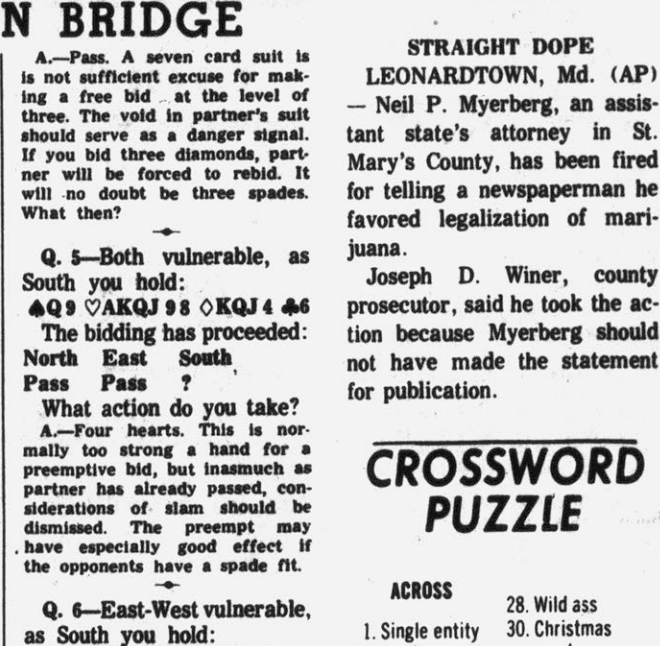 N BRIDGE
A.—Pass. A seven card suit is
is not sufficient excuse for mak-
ing a free bid at the level of
three. The void in partner's suit
should serve as a danger signal.
If you bid three diamonds, part-
ner will be forced to rebid. It
will no doubt be three spades.
What then?
Q. 5—Both vulnerable, as
South you hold:
♠Q9 ♡AKQJ98 ◇KQJ4 ♣6
The bidding has proceeded:
North East South
Pass Pass ?
What action do you take?
A.—Four hearts. This is nor-
mally too strong a hand for a
preemptive bid, but inasmuch as
partner has already passed, con-
siderations of slam should be
dismissed. The preempt may
have especially good effect if
the opponents have a spade fit.
Q. 6—East-West vulnerable,
as South you hold:
STRAIGHT DOPE
LEONARDTOWN, Md. (AP)
— Neil P. Myerberg, an assis-
tant state's attorney in St.
Mary's County, has been fired
for telling a newspaperman he
favored legalization of mari-
juana.
Joseph D. Winer, county
prosecutor, said he took the ac-
tion because Myerberg should
not have made the statement
for publication.
CROSSWORD
PUZZLE
ACROSS
1. Single entity
28. Wild ass
30. Christmas